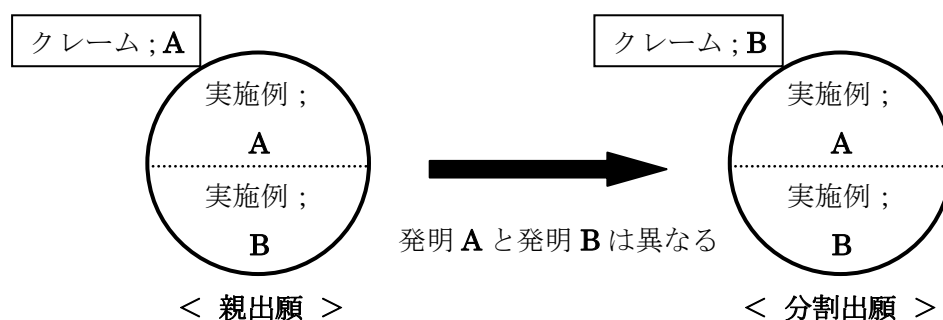 クレーム ; A
実施例 ;
A
実施例 ;
B
< 親出願 >
発明 A と発明 B は異なる
クレーム ; B
実施例 ;
A
実施例 ;
B
< 分割出願 >